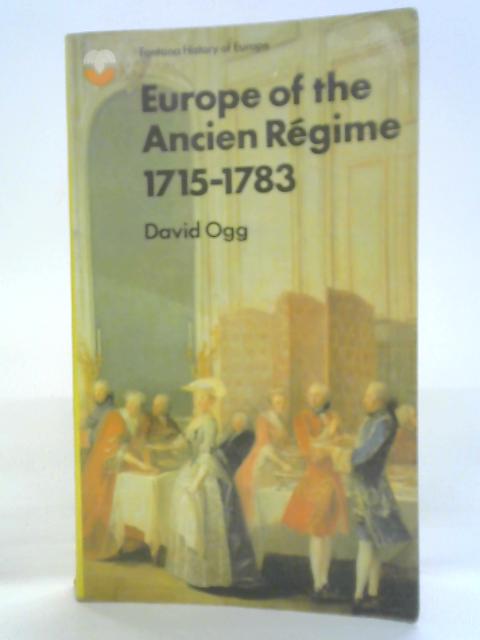 Fontana History of Europe
Europe of the
Ancien Régime
1715-1783
David Ogg